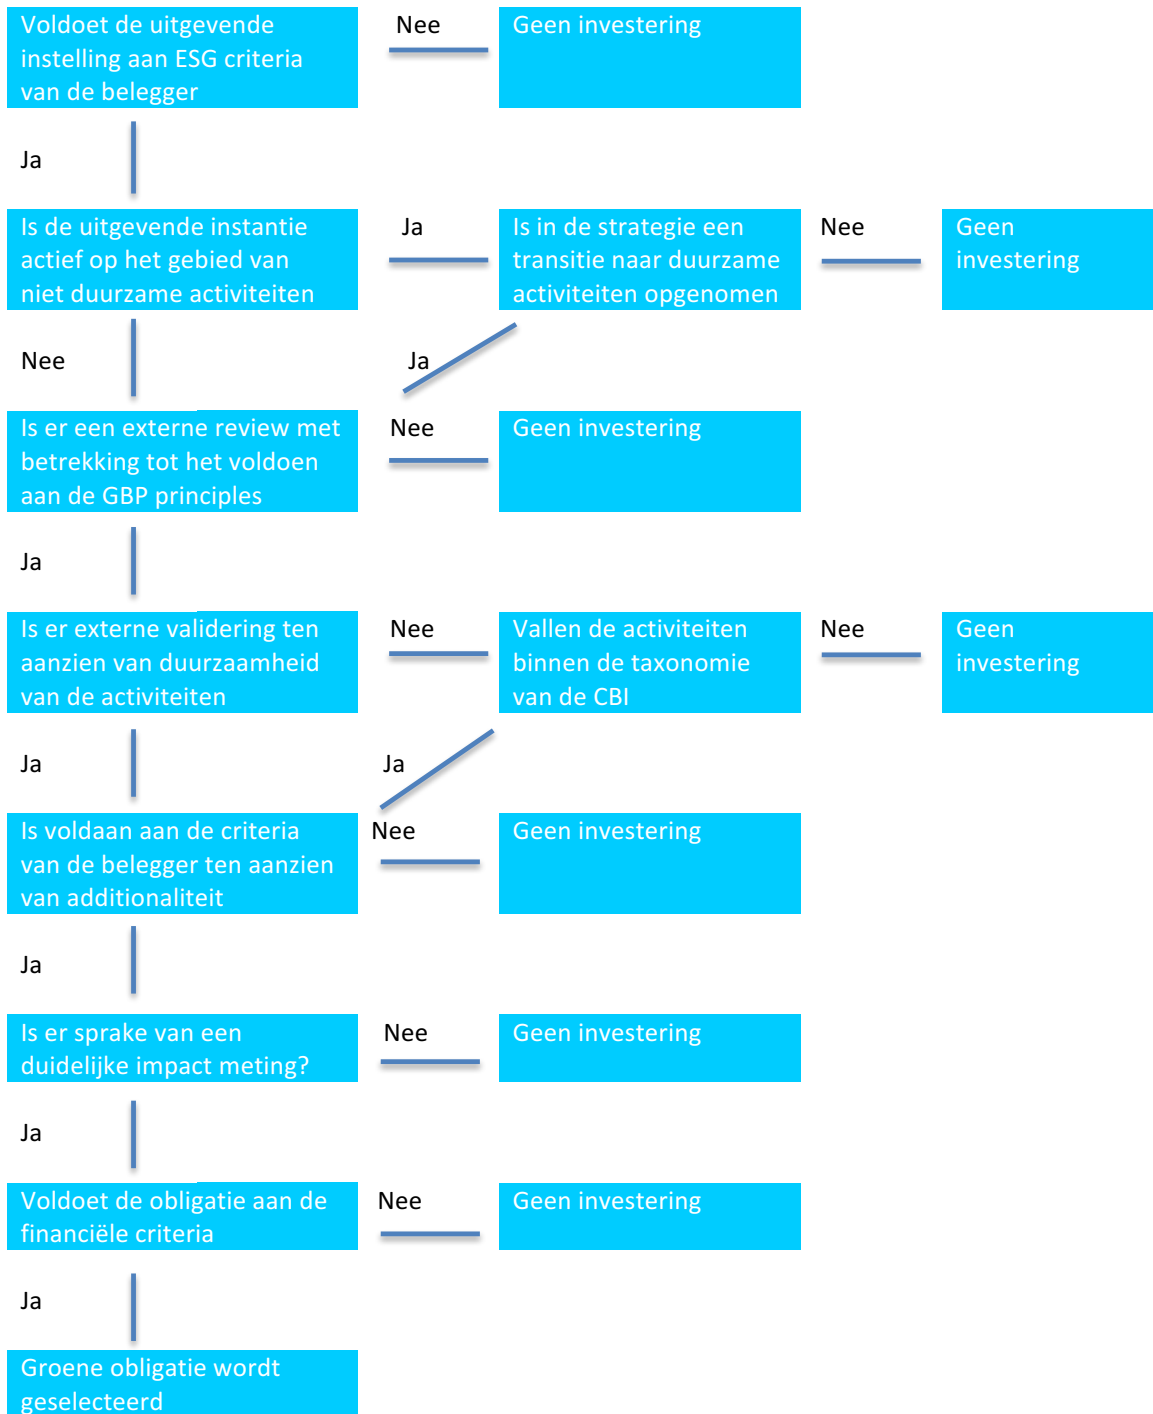 Voldoet de uitgevende
instelling aan ESG criteria
van de belegger
Nee
Geen investering
Ja
Is de uitgevende instantie
actief op het gebied van
niet duurzame activiteiten
Ja
Is in de strategie een
transitie naar duurzame
activiteiten opgenomen
Nee
Geen
investering
Nee
Ja
Is er een externe review met
betrekking tot het voldoen
aan de GBP principles
Nee
Geen investering
Ja
Is er externe validering ten
aanzien van duurzaamheid
van de activiteiten
Nee
Vallen de activiteiten
binnen de taxonomie
van de CBI
Nee
Geen
investering
Ja
Ja
Is voldaan aan de criteria
van de belegger ten aanzien
van additionaliteit
Nee
Geen investering
Ja
Is er sprake van een
duidelijke impact meting?
Nee
Geen investering
Ja
Voldoet de obligatie aan de
financiële criteria
Nee
Geen investering
Ja
Groene obligatie wordt
geselecteerd